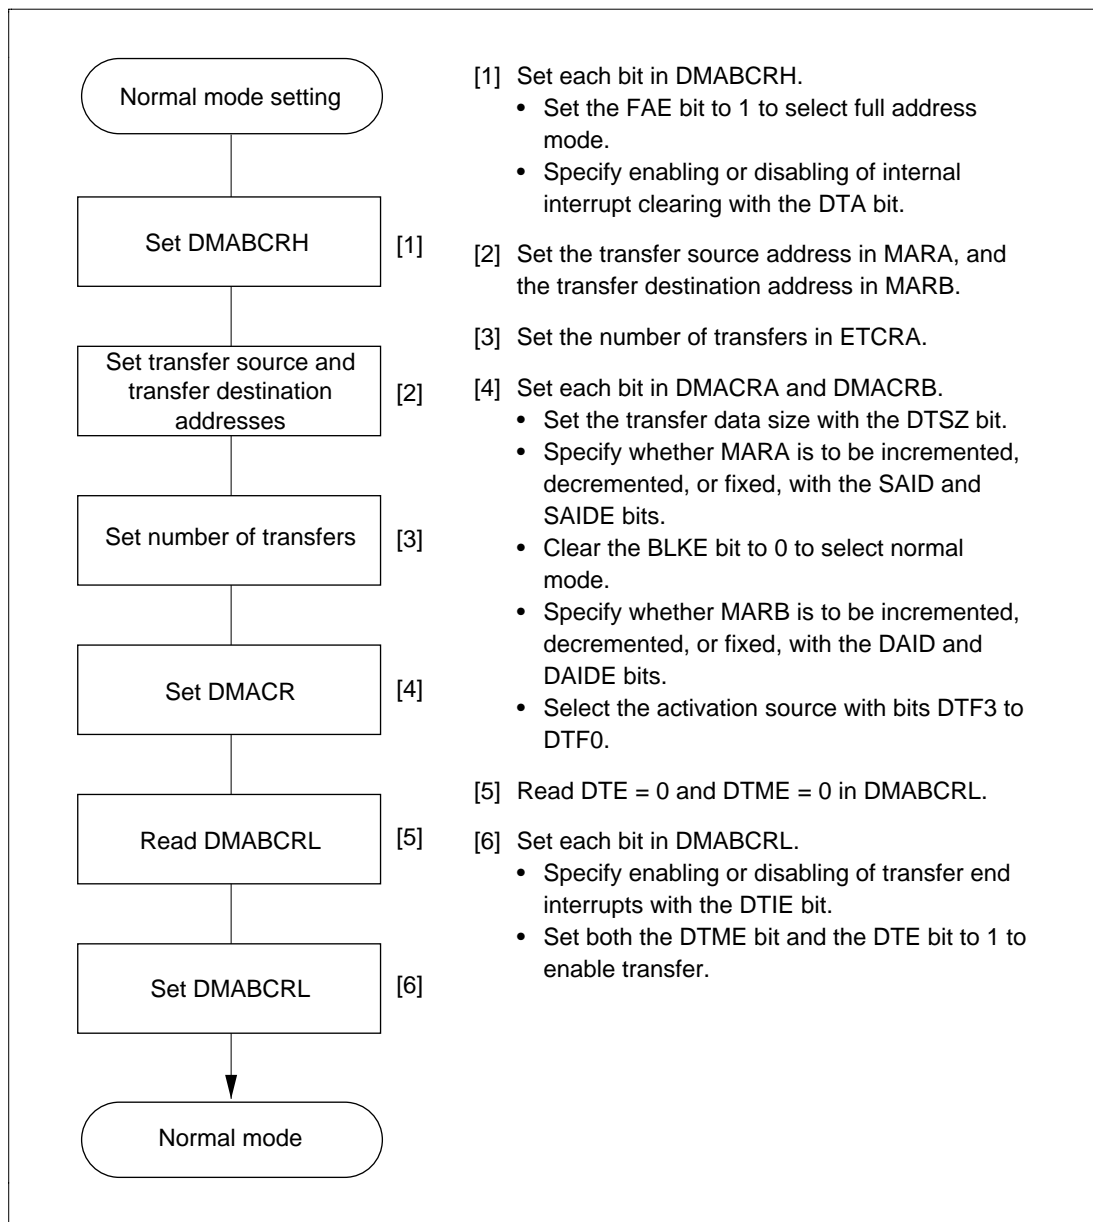 Normal mode setting
Set DMABCRH
[1]
Set transfer source and
transfer destination
addresses
[2]
Set number of transfers
[3]
Set DMACR
[4]
Read DMABCRL
[5]
Set DMABCRL
[6]
Normal mode
[1] Set each bit in DMABCRH.
• Set the FAE bit to 1 to select full address
mode.
• Specify enabling or disabling of internal
interrupt clearing with the DTA bit.
[2] Set the transfer source address in MARA, and
the transfer destination address in MARB.
[3] Set the number of transfers in ETCRA.
[4] Set each bit in DMACRA and DMACRB.
• Set the transfer data size with the DTSZ bit.
• Specify whether MARA is to be incremented,
decremented, or fixed, with the SAID and
SAIDE bits.
• Clear the BLKE bit to 0 to select normal
mode.
• Specify whether MARB is to be incremented,
decremented, or fixed, with the DAID and
DAIDE bits.
• Select the activation source with bits DTF3 to
DTF0.
[5] Read DTE = 0 and DTME = 0 in DMABCRL.
[6] Set each bit in DMABCRL.
• Specify enabling or disabling of transfer end
interrupts with the DTIE bit.
• Set both the DTME bit and the DTE bit to 1 to
enable transfer.